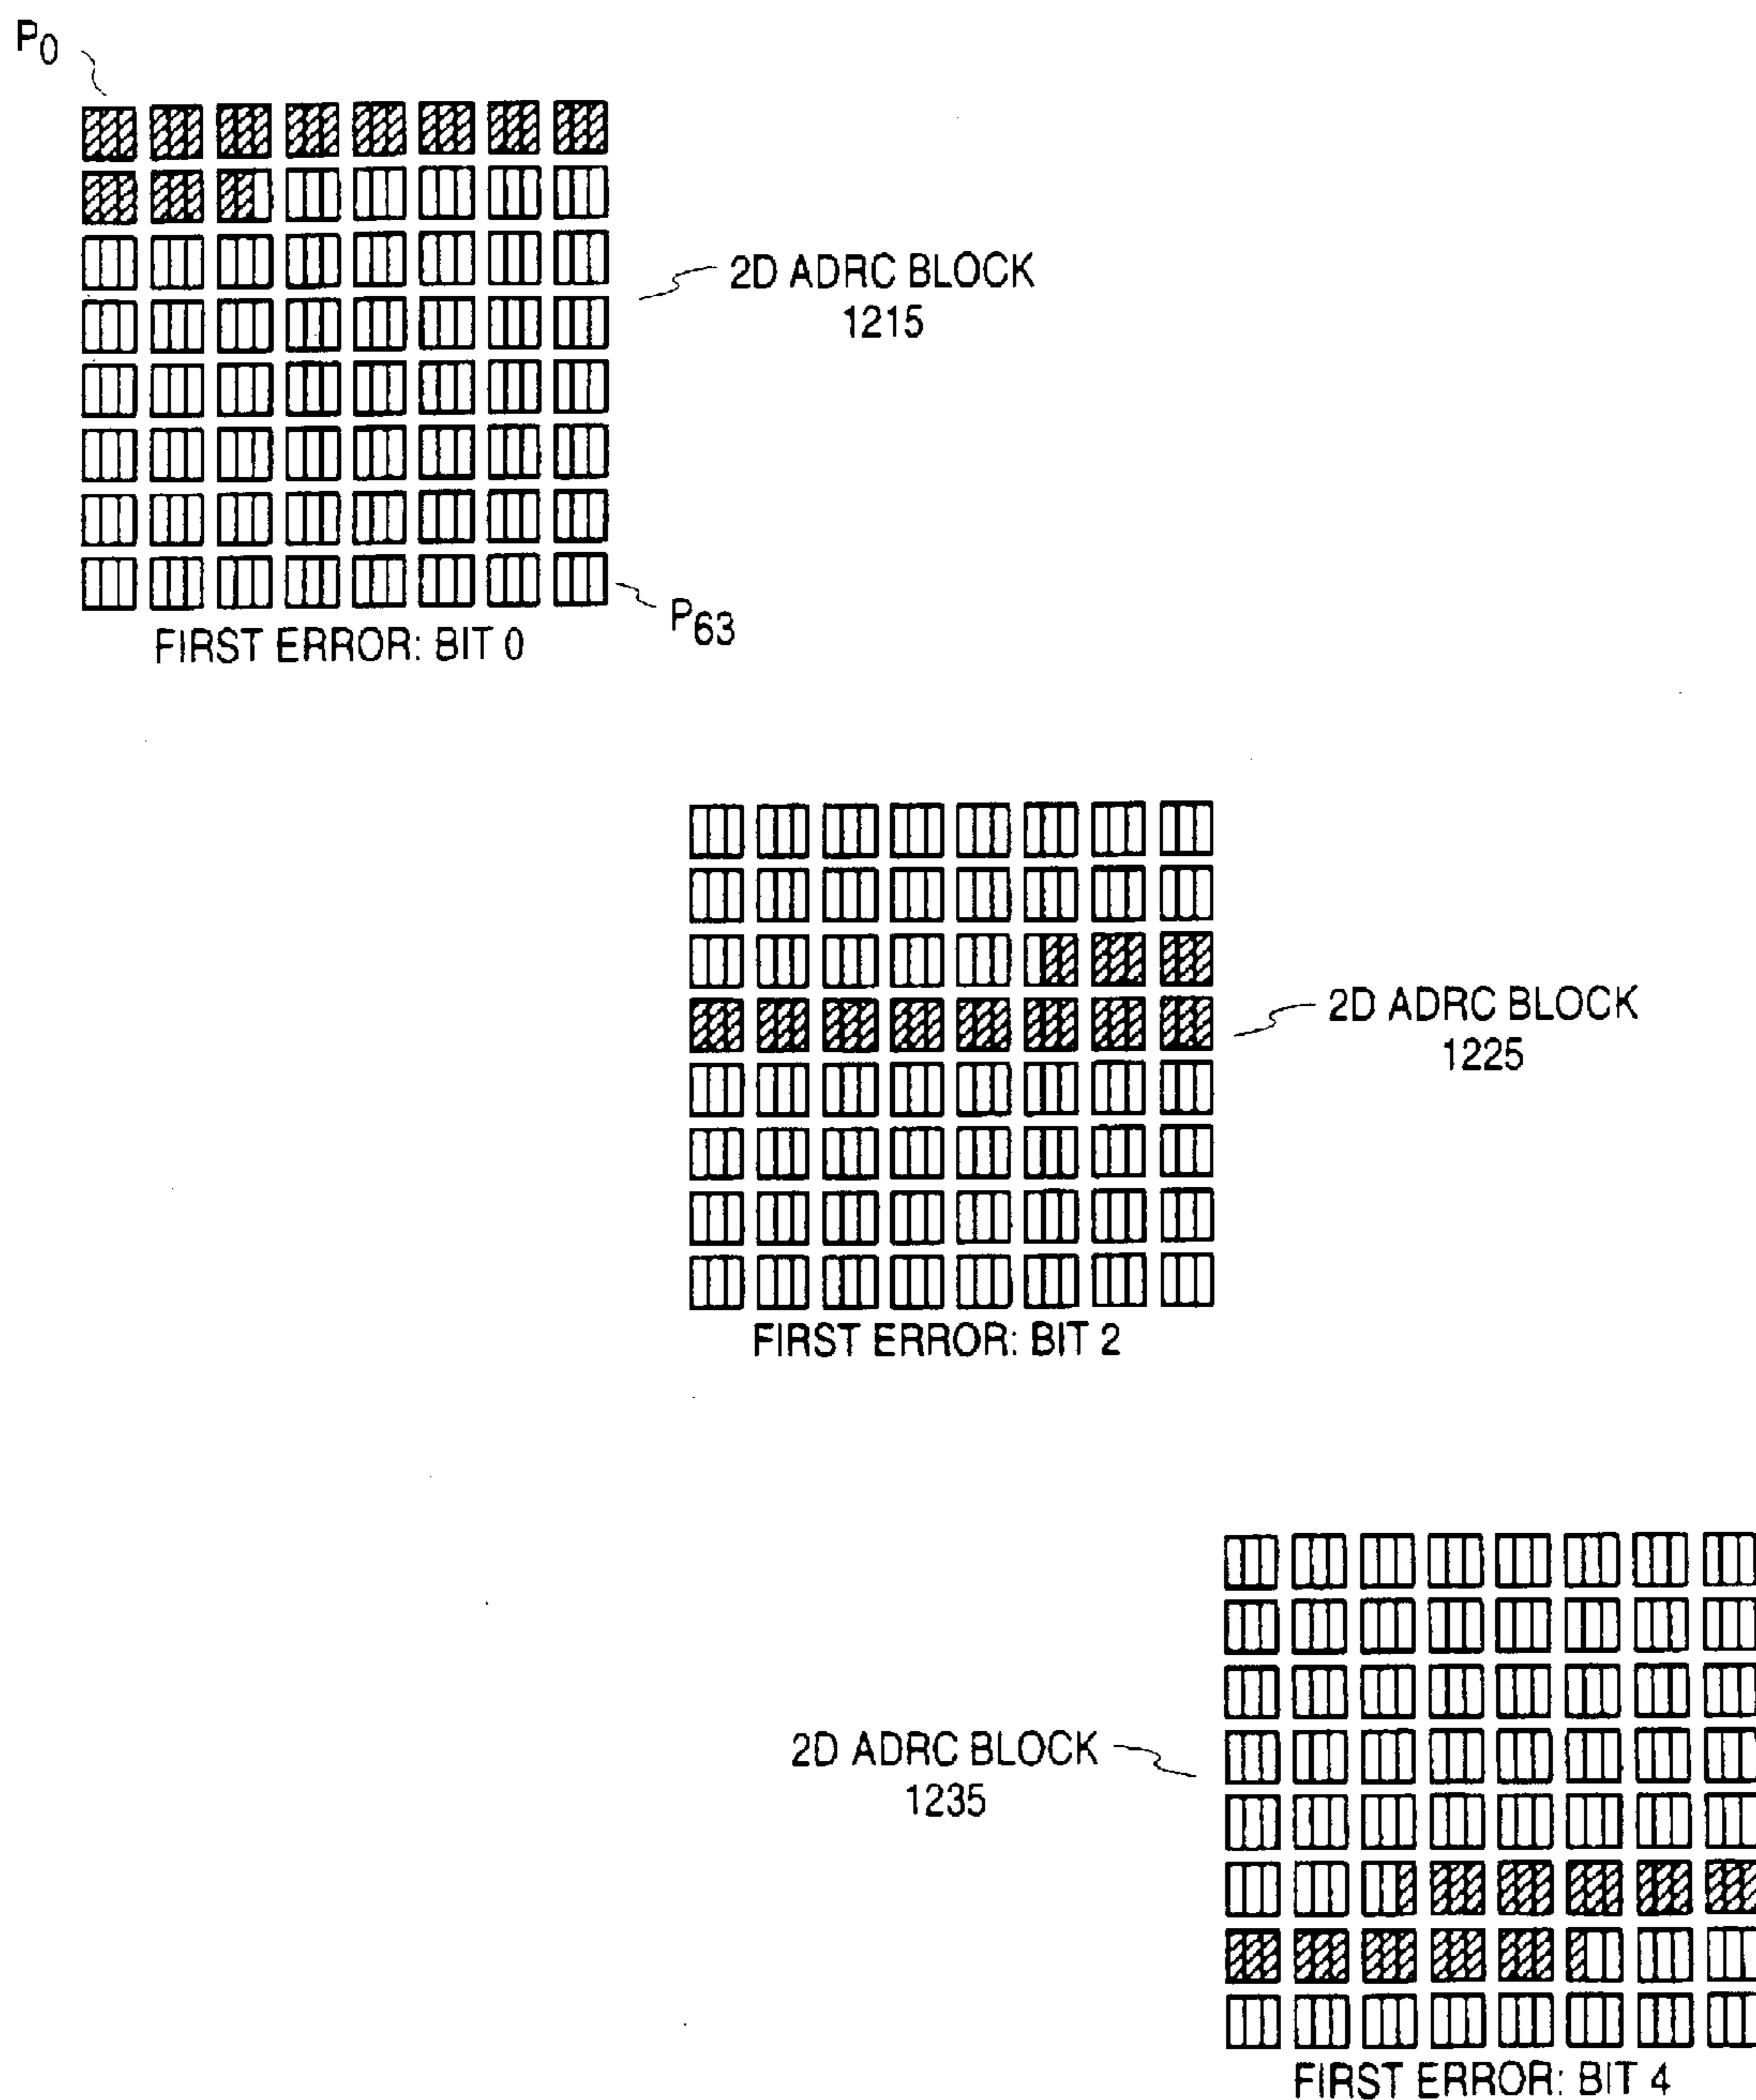 P0
2D ADRC BLOCK
1215
P63
FIRST ERROR: BIT 0
2D ADRC BLOCK
1225
FIRST ERROR: BIT 2
2D ADRC BLOCK
1235
FIRST ERROR: BIT 4